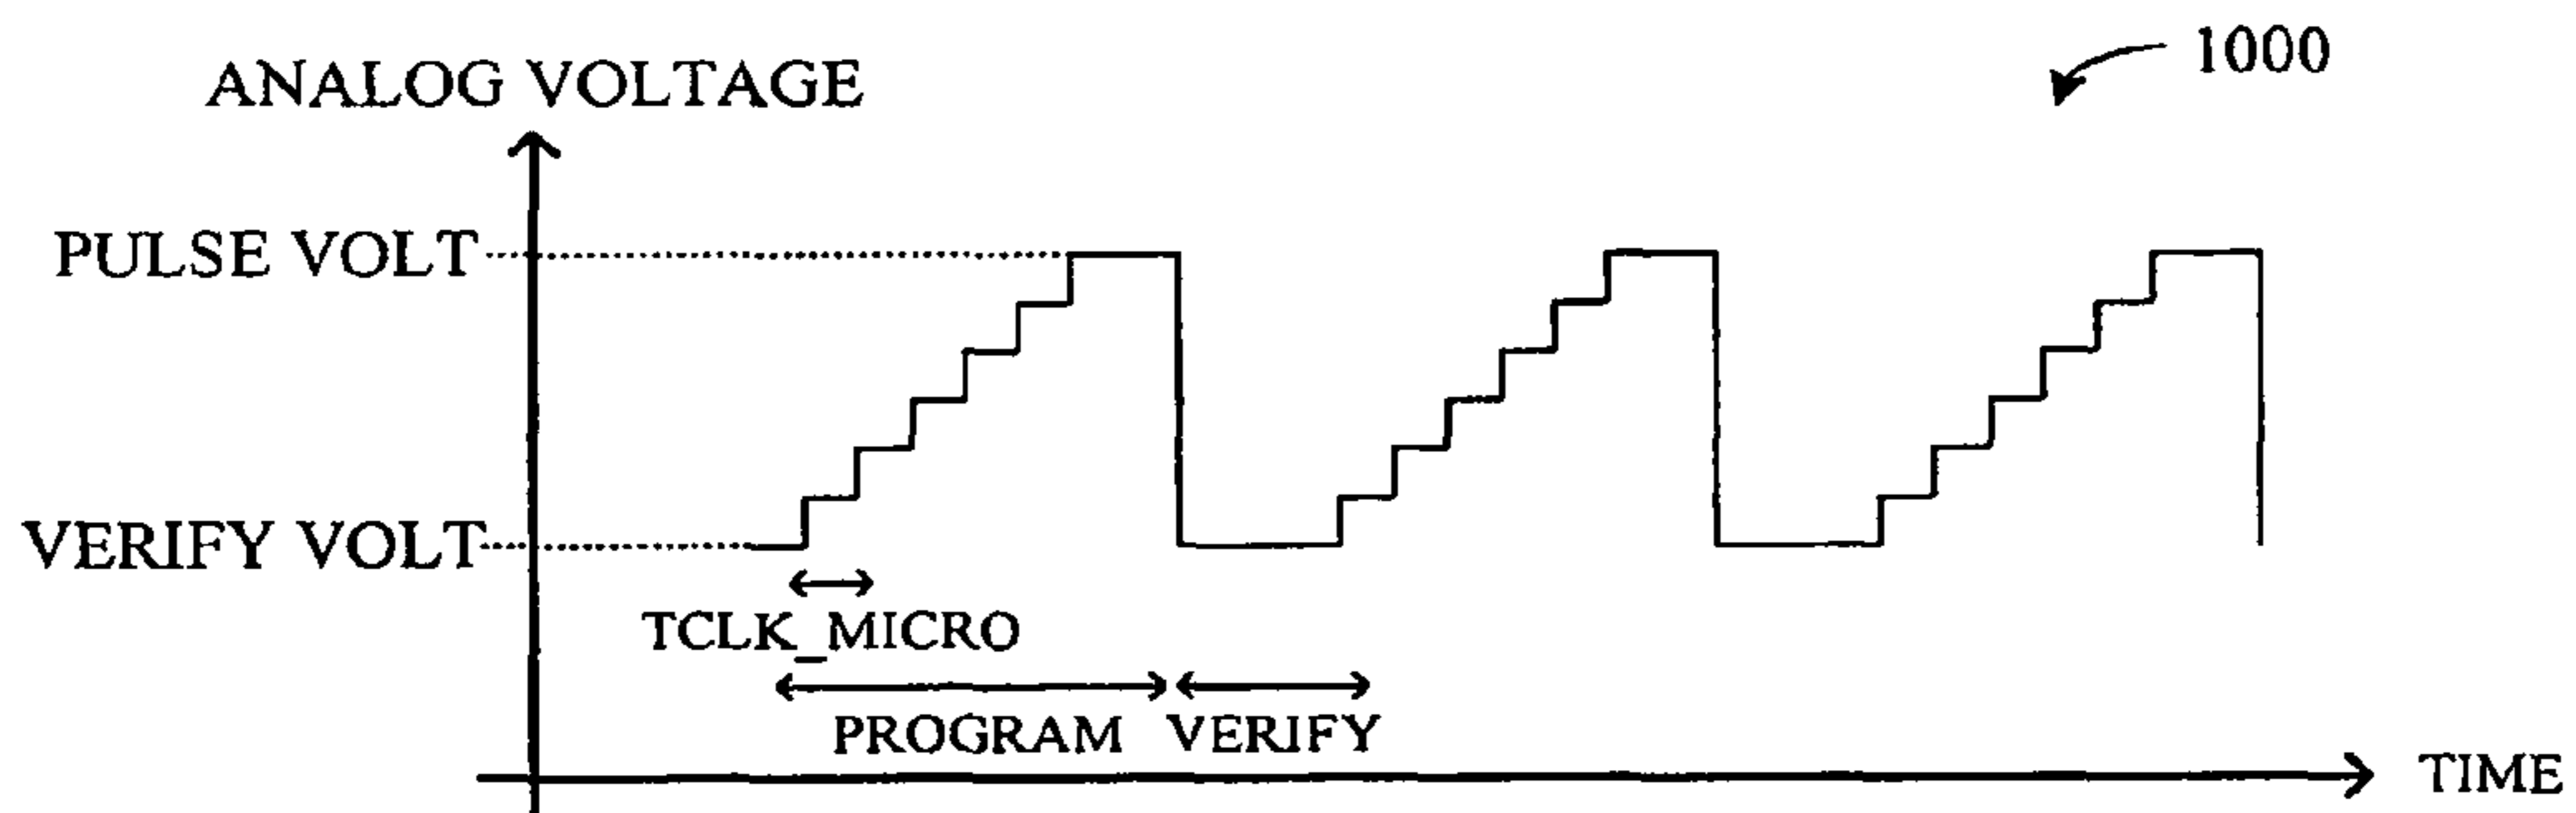 1000
ANALOG VOLTAGE
PULSE VOLT
VERIFY VOLT
TCLK_MICRO
PROGRAM VERIFY
TIME